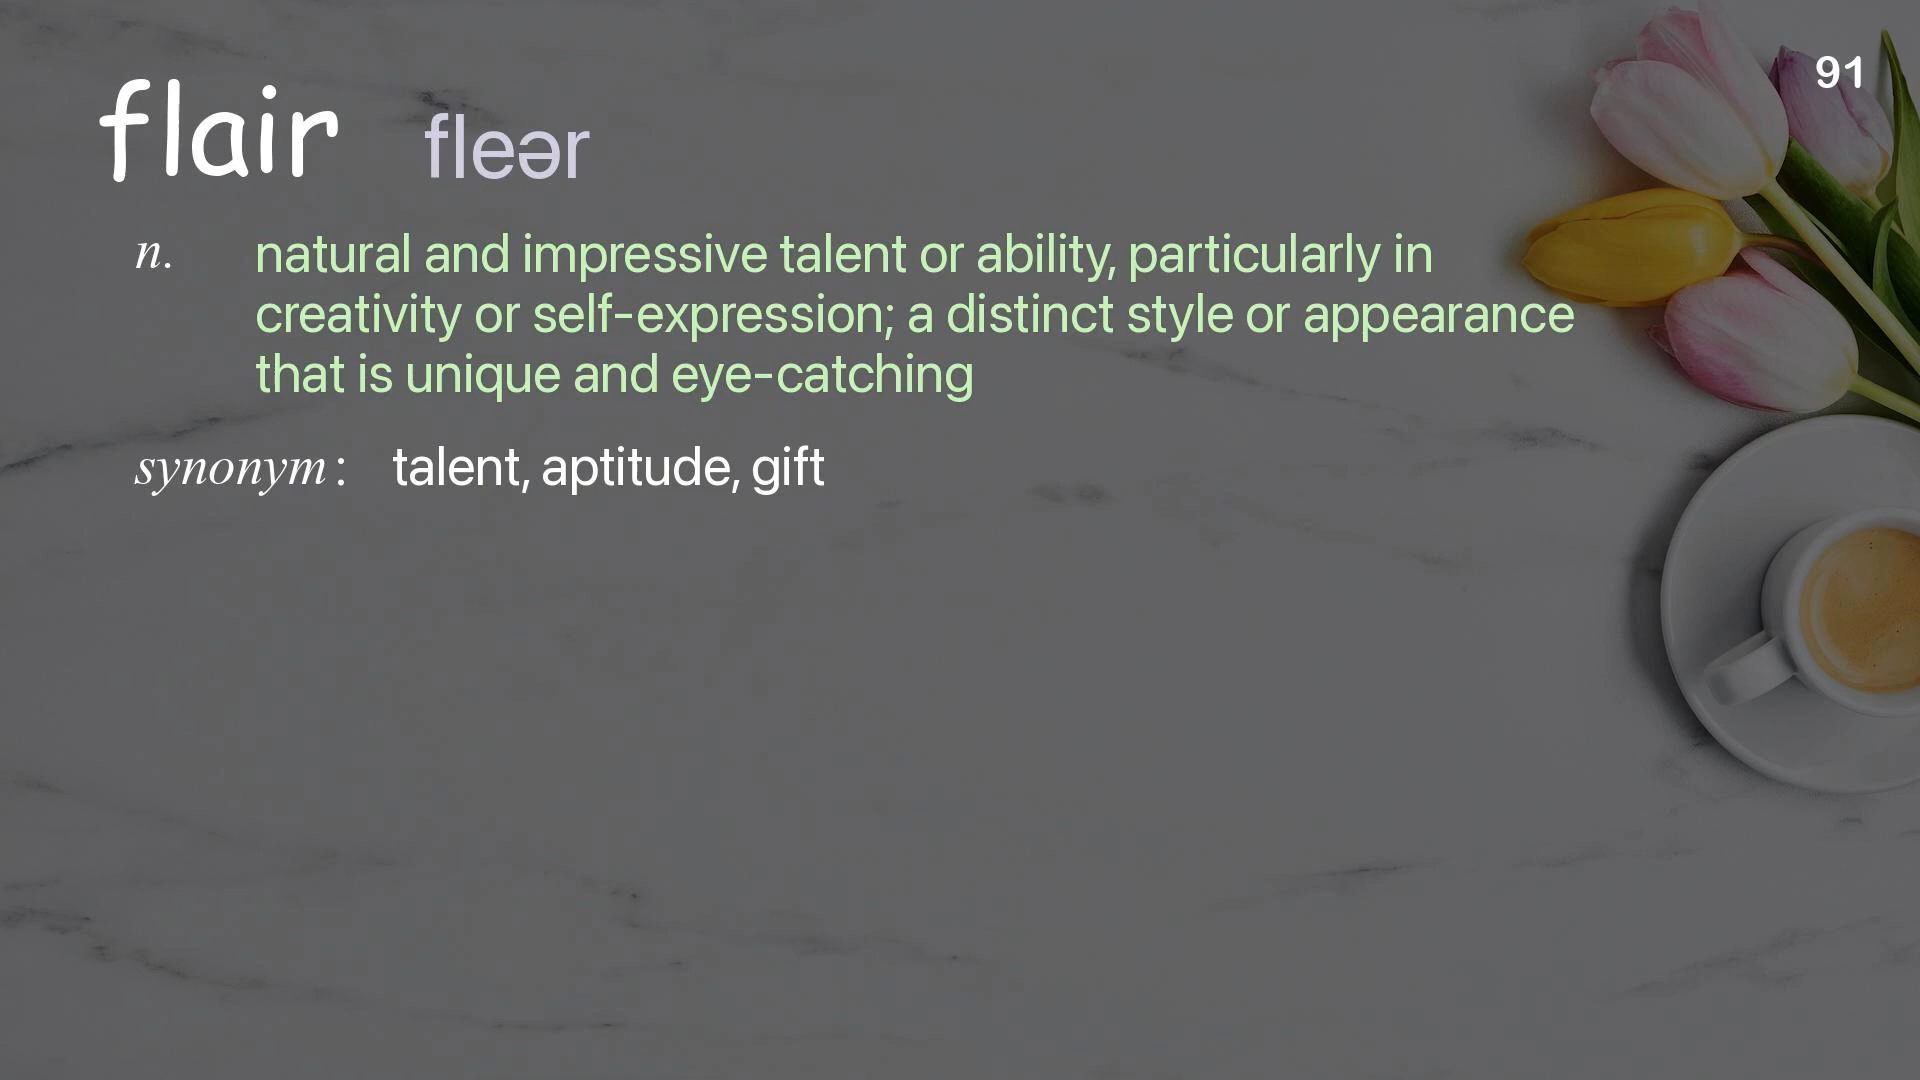 91
flair fleər
n. natural and impressive talent or ability, particularly in
creativity or self-expression; a distinct style or appearance
that is unique and eye-catching
synonym : talent, aptitude, gift